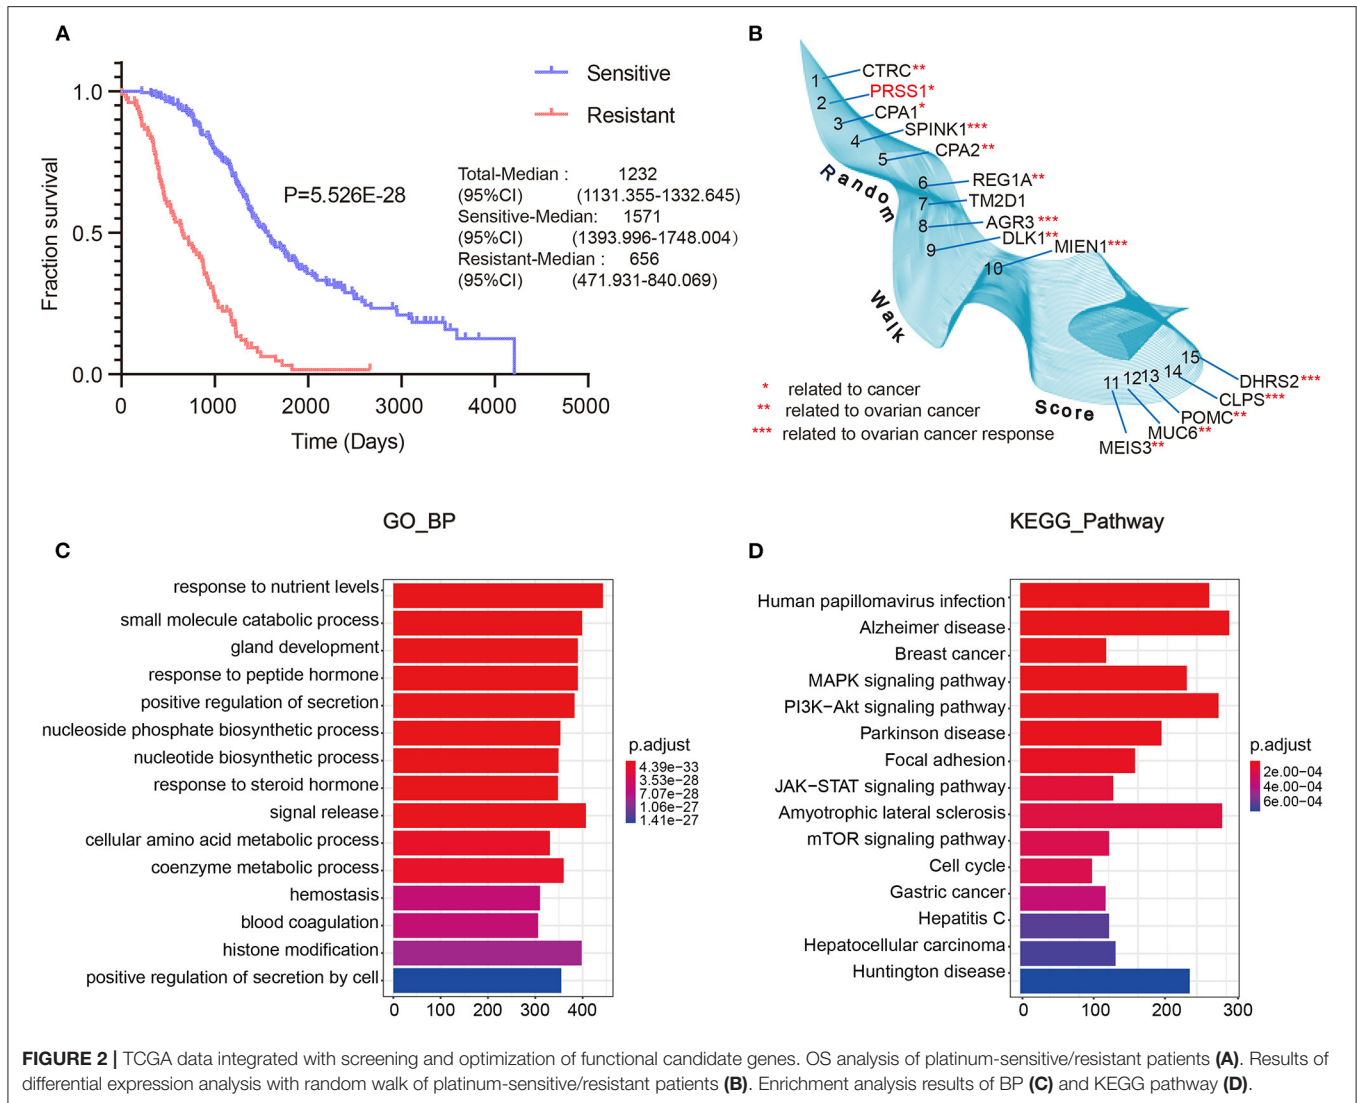 A
1.0
0.5
0.0
0
1000
2000
3000
4000
5000
Fraction survival
Time (Days)
Sensitive
Resistant
P=5.526E-28
Total-Median : 1232
(95%CI) (1131.355-1332.645)
Sensitive-Median: 1571
(95%CI) (1393.996-1748.004)
Resistant-Median : 656
(95%CI) (471.931-840.069)
B
1 CTRC**
2 PRSS1*
3 CPA1*
4 SPINK1***
5 CPA2**
6 REG1A**
7 TM2D1
8 AGR3***
9 DLK1**
10 MIEN1***
Random
Walk
Score
11 12 13 14 15
DHRS2***
CLPS***
POMC**
MUC6**
MEIS3**
* related to cancer
** related to ovarian cancer
*** related to ovarian cancer response
GO_BP
C
response to nutrient levels
small molecule catabolic process
gland development
response to peptide hormone
positive regulation of secretion
nucleoside phosphate biosynthetic process
nucleotide biosynthetic process
response to steroid hormone
signal release
cellular amino acid metabolic process
coenzyme metabolic process
hemostasis
blood coagulation
histone modification
positive regulation of secretion by cell
0 100 200 300 400
p.adjust
4.39e−33
3.53e−28
7.07e−28
1.06e−27
1.41e−27
KEGG_Pathway
D
Human papillomavirus infection
Alzheimer disease
Breast cancer
MAPK signaling pathway
PI3K−Akt signaling pathway
Parkinson disease
Focal adhesion
JAK−STAT signaling pathway
Amyotrophic lateral sclerosis
mTOR signaling pathway
Cell cycle
Gastric cancer
Hepatitis C
Hepatocellular carcinoma
Huntington disease
0 100 200 300
p.adjust
2e.00−04
4e.00−04
6e.00−04
FIGURE 2 | TCGA data integrated with screening and optimization of functional candidate genes. OS analysis of platinum-sensitive/resistant patients (A). Results of
differential expression analysis with random walk of platinum-sensitive/resistant patients (B). Enrichment analysis results of BP (C) and KEGG pathway (D).